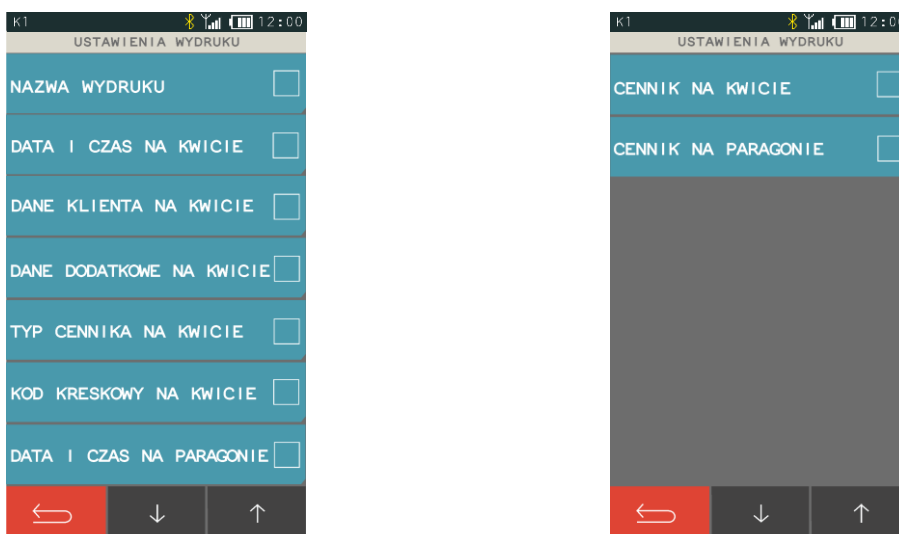 K1 12:00
USTAWIENIA WYDRUKU
NAZWA WYDRUKU
DATA I CZAS NA KWICIE
DANE KLIENTA NA KWICIE
DANE DODATKOWE NA KWICIE
TYP CENNIKA NA KWICIE
KOD KRESKOWY NA KWICIE
DATA I CZAS NA PARAGONIE
K1 12:0
USTAWIENIA WYDRUKU
CENNIK NA KWICIE
CENNIK NA PARAGONIE